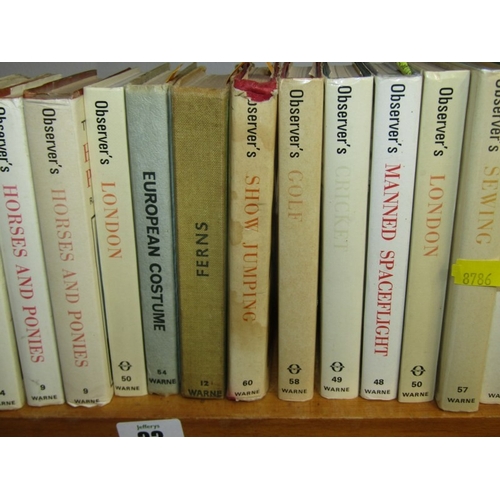 4
WARNE
Observer's
HORSES AND PONIES
9
WARNE
Observer's
HORSES AND PONIES
9
WARNE
Observer's
LONDON
50
WARNE
EUROPEAN COSTUME
54
WARNE
FERNS
12
WARNE
Observer's
SHOW JUMPING
60
WARNE
Observer's
GOLF
58
WARNE
Observer's
CRICKET
49
WARNE
Observer's
MANNED SPACEFLIGHT
48
WARNE
Observer's
LONDON
50
WARNE
Observer's
SEWING
57
WARNE
8786
Jefferys